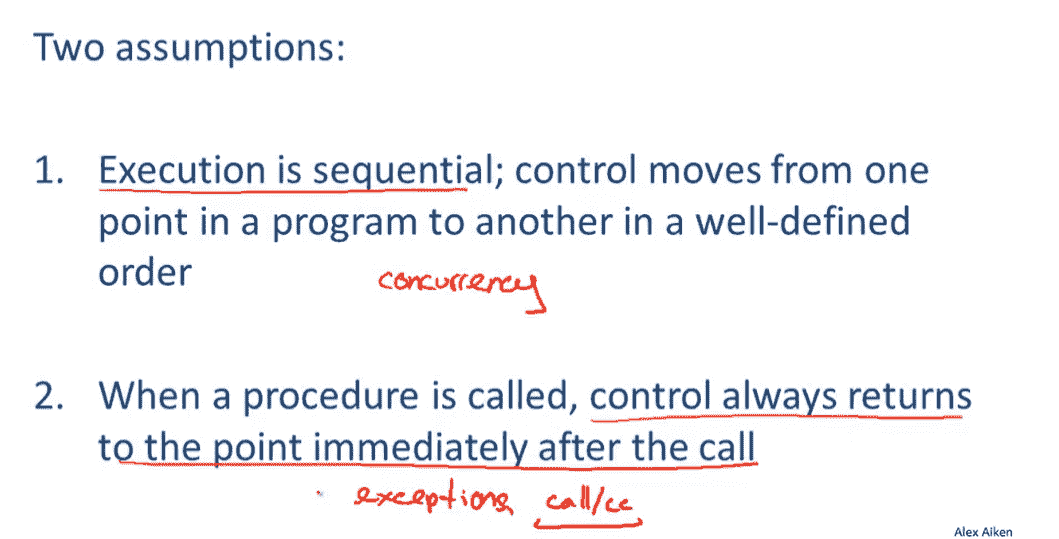 Two assumptions:
1. Execution is sequential; control moves from one
point in a program to another in a well-defined
order
concurrency
2. When a procedure is called, control always returns
to the point immediately after the call
exceptions call/cc
Alex Aiken